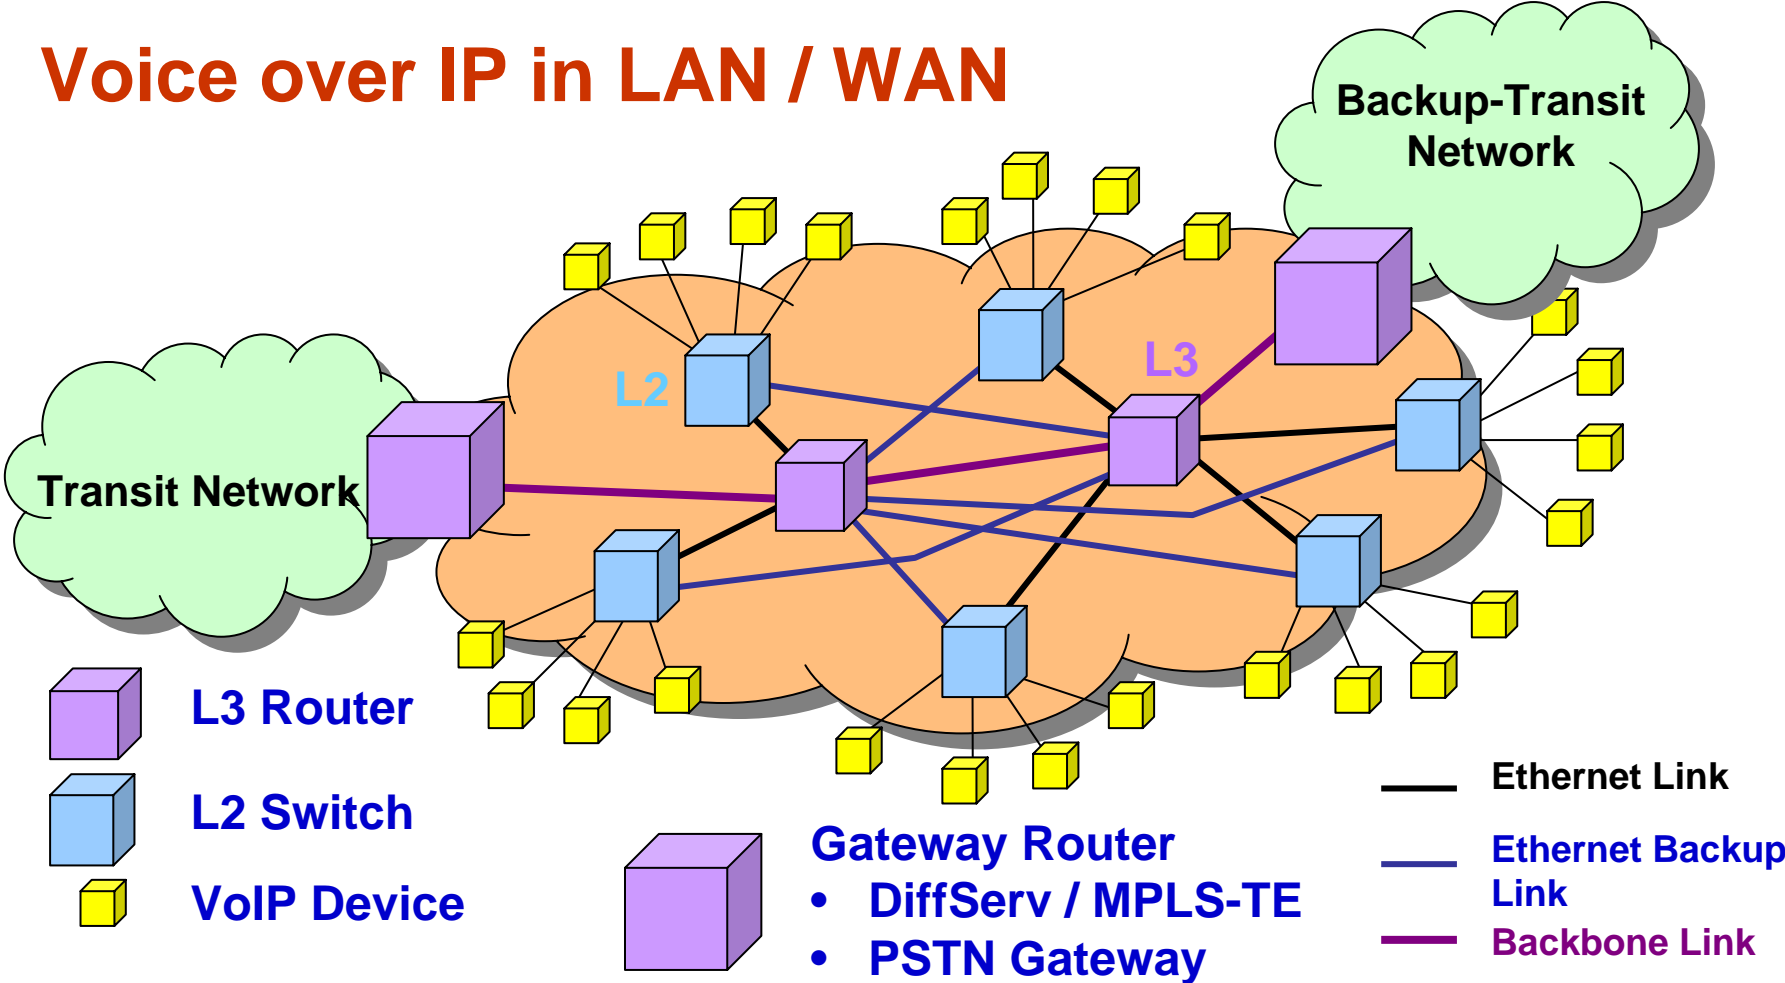 Voice over IP in LAN / WAN
Backup-Transit
Network
L3
L2
Transit Network
L3 Router
L2 Switch
VoIP Device
Gateway Router
• DiffServ / MPLS-TE
• PSTN Gateway
Ethernet Link
Ethernet Backup
Link
Backbone Link